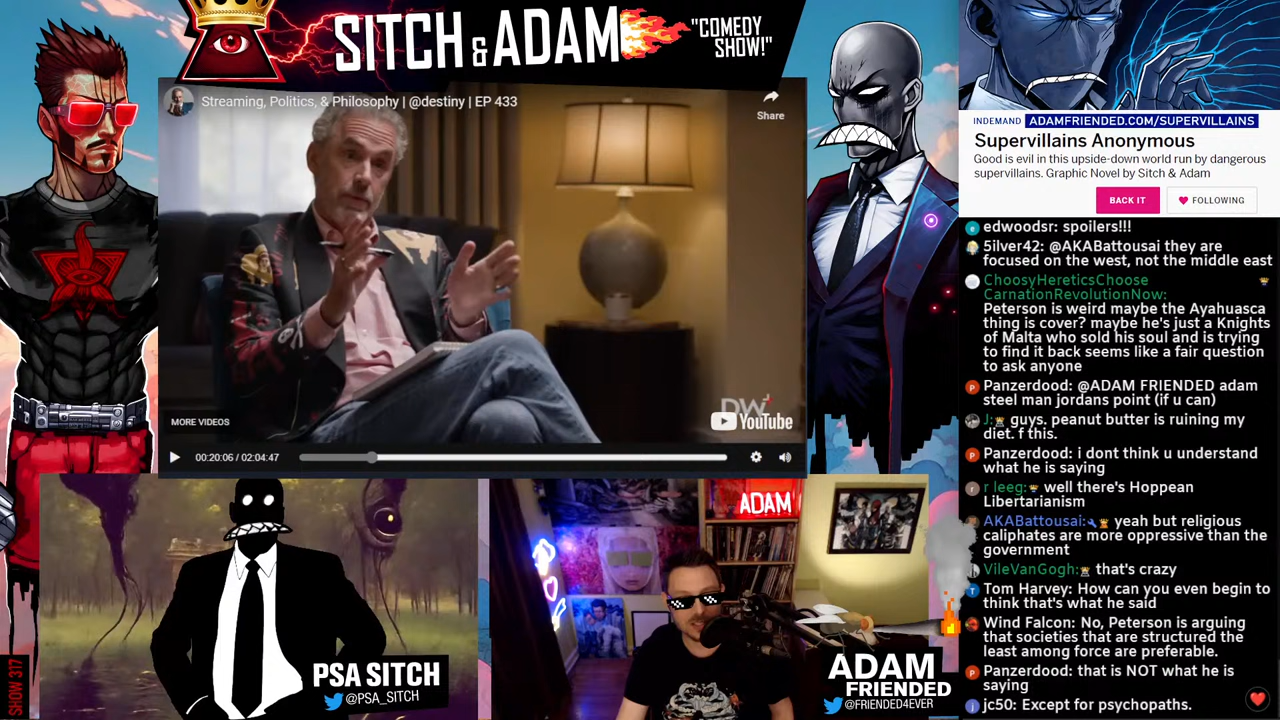 SITCH & ADAM
"COMEDY
SHOW!"
Streaming, Politics, & Philosophy | @destiny | EP 433
Share
MORE VIDEOS
DW+
YouTube
00:20:06 / 02:04:47
INDEMAND ADAMFRIENDED.COM/SUPERVILLAINS
Supervillains Anonymous
Good is evil in this upside-down world run by dangerous
supervillains. Graphic Novel by Sitch & Adam
BACK IT
FOLLOWING
edwoodsr: spoilers!!!
5ilver42: @AKABattousai they are
focused on the west, not the middle east
ChoosyHereticsChoose
CarnationRevolutionNow:
Peterson is weird maybe the Ayahuasca
thing is cover? maybe he's just a Knights
of Malta who sold his soul and is trying
to find it back seems like a fair question
to ask anyone
Panzerdood: @ADAM FRIENDED adam
steel man jordans point (if u can)
J: guys. peanut butter is ruining my
diet. f this.
Panzerdood: i dont think u understand
what he is saying
r leeg: well there's Hoppean
Libertarianism
AKABattousai: yeah but religious
caliphates are more oppressive than the
government
VileVanGogh: that's crazy
Tom Harvey: How can you even begin to
think that's what he said
Wind Falcon: No, Peterson is arguing
that societies that are structured the
least among force are preferable.
Panzerdood: that is NOT what he is
saying
jc50: Except for psychopaths.
SHOW 317
PSA SITCH
@PSA_SITCH
ADAM
ADAM
FRIENDED
@FRIENDED4EVER